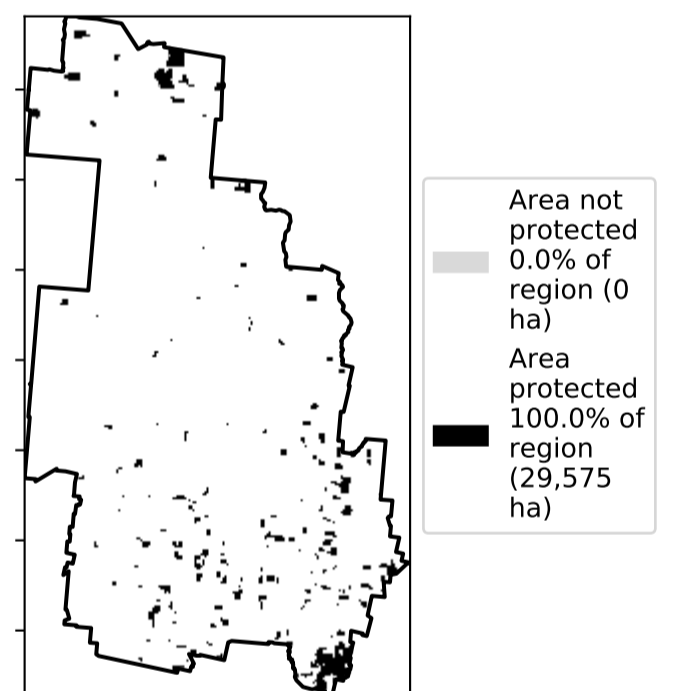 Area not
protected
0.0% of
region (0
ha)
Area
protected
100.0% of
region
(29,575
ha)